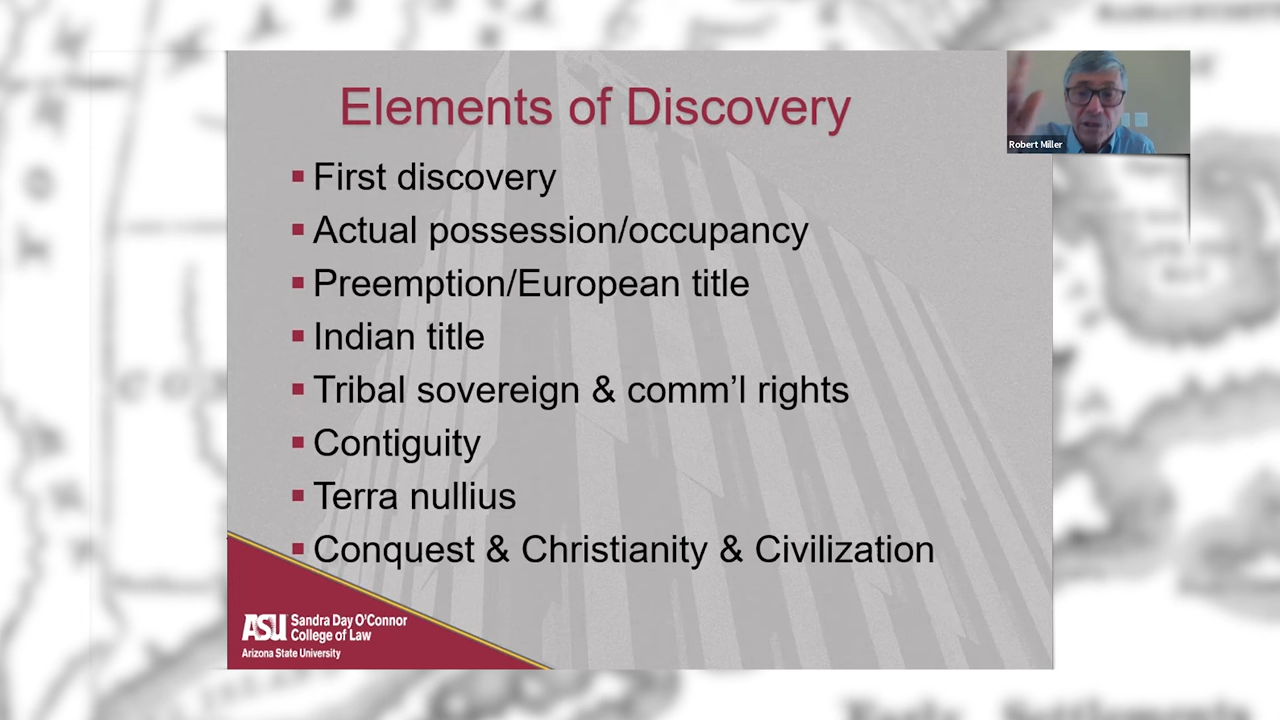 Elements of Discovery
First discovery
Actual possession/occupancy
Preemption/European title
Indian title
Tribal sovereign & comm’l rights
Contiguity
Terra nullius
Conquest & Christianity & Civilization
Robert Miller
ASU Sandra Day O’Connor
College of Law
Arizona State University